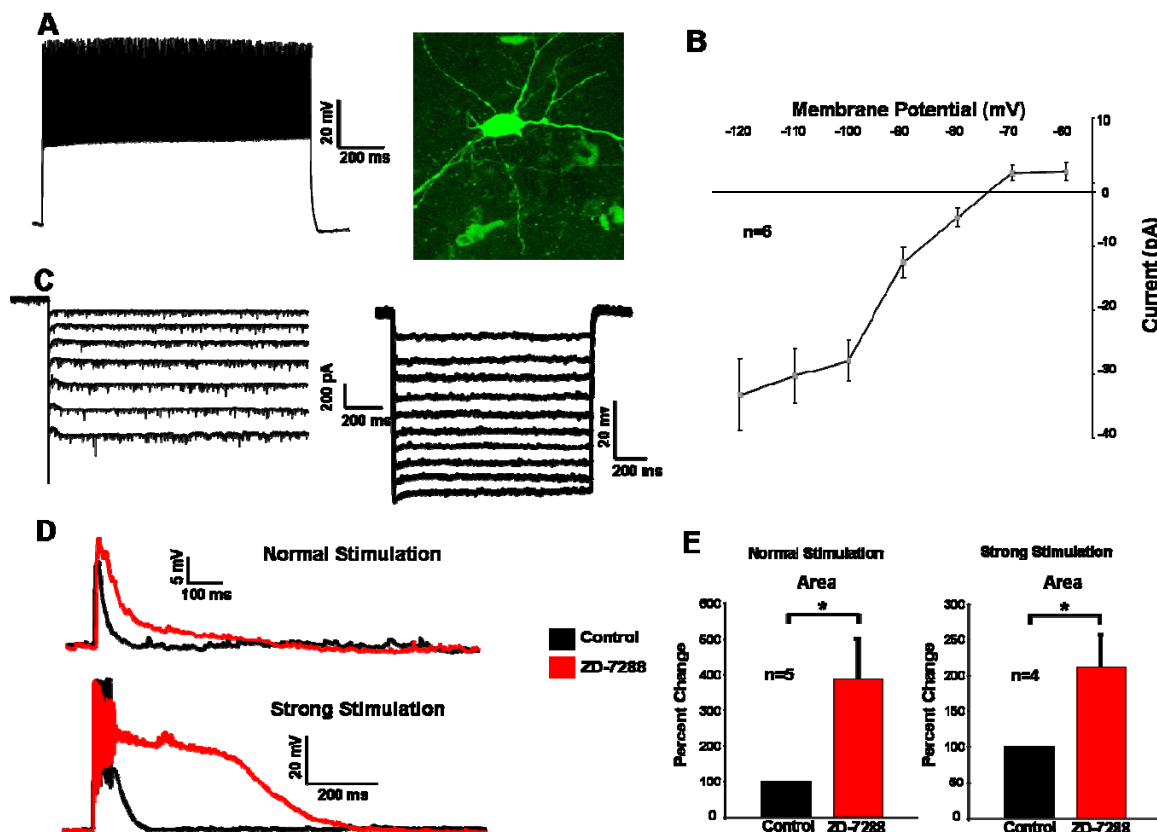 A
20 mV
200 ms
B
Membrane Potential (mV)
-120 -110 -100 -90 -80 -70 -60
10
0
-10
-20
-30
-40
Current (pA)
n=6
C
200 pA
200 ms
20 mv
200 ms
D
Normal Stimulation
5 mV
100 ms
Control
ZD-7288
Strong Stimulation
20 mV
200 ms
E
Normal Stimulation
Area
600
500
400
300
200
100
0
Percent Change
n=5
*
Control ZD-7288
Strong Stimulation
Area
300
250
200
150
100
50
0
Percent Change
n=4
*
Control ZD-7288